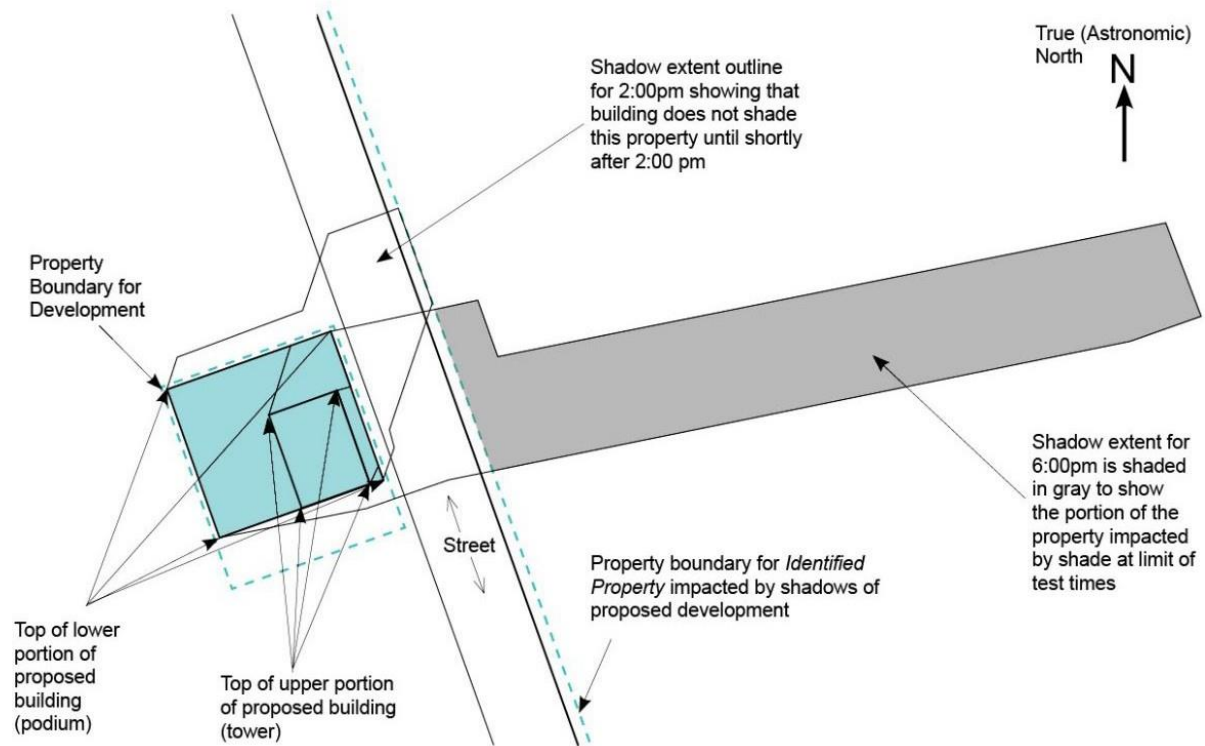 True (Astronomic)
North
N
Shadow extent outline
for 2:00pm showing that
building does not shade
this property until shortly
after 2:00 pm
Property
Boundary for
Development
Shadow extent for
6:00pm is shaded
in gray to show
the portion of the
property impacted
by shade at limit of
test times
Street
Property boundary for Identified
Property impacted by shadows of
proposed development
Top of lower
portion of
proposed
building
(podium)
Top of upper portion
of proposed building
(tower)